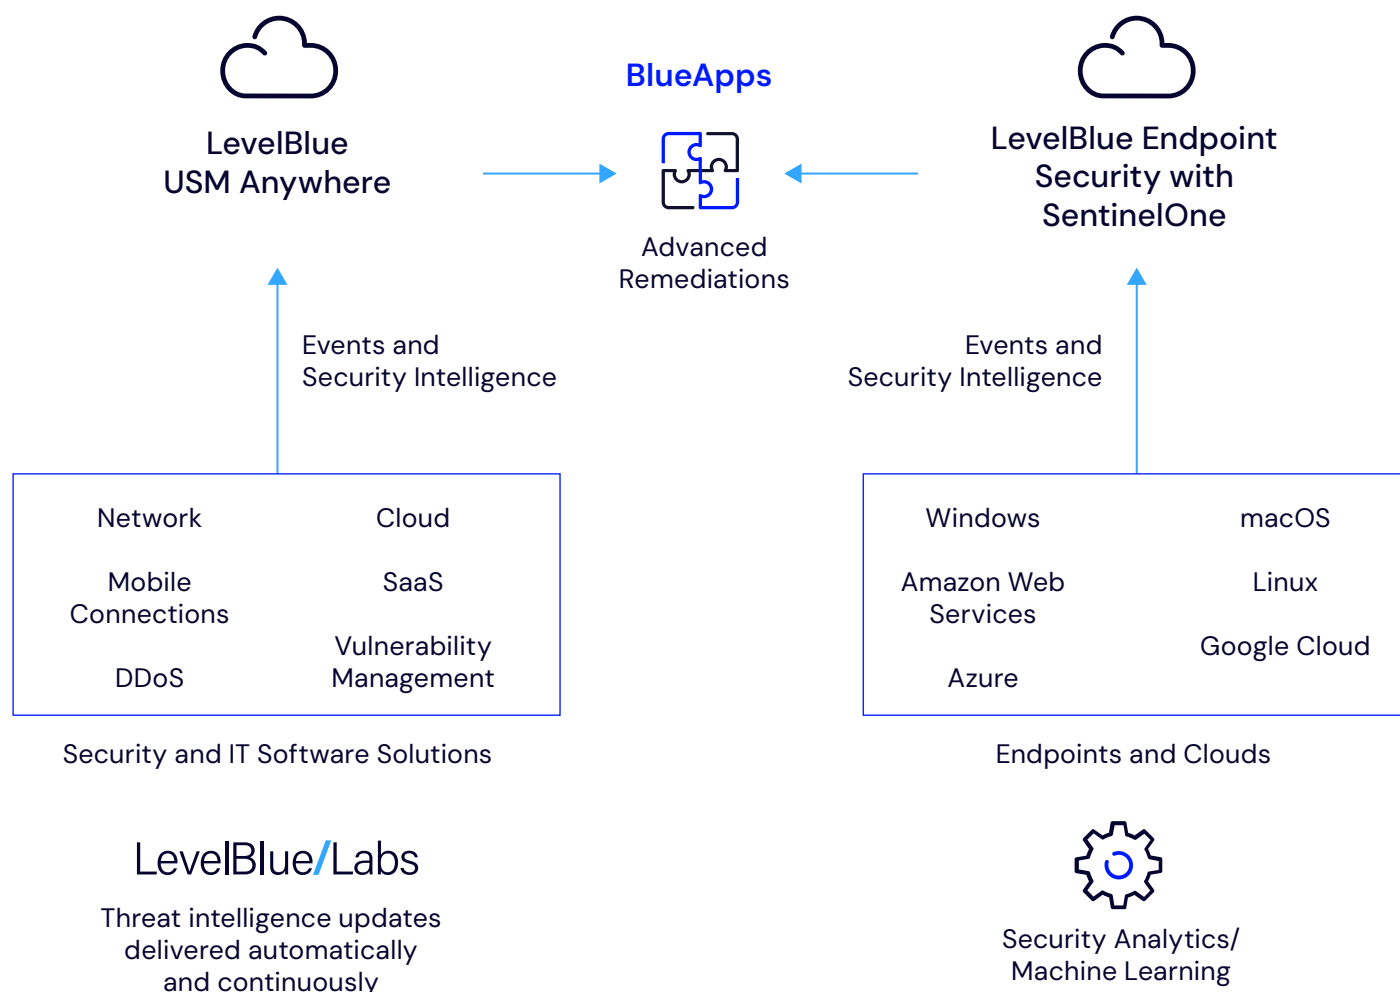 BlueApps
LevelBlue
USM Anywhere
LevelBlue Endpoint
Security with
SentinelOne
Advanced
Remediations
Events and
Security Intelligence
Events and
Security Intelligence
Network
Cloud
Mobile
Connections
SaaS
DDoS
Vulnerability
Management
Security and IT Software Solutions
Windows
macOS
Amazon Web
Services
Linux
Azure
Google Cloud
Endpoints and Clouds
LevelBlue/Labs
Threat intelligence updates
delivered automatically
and continuously
Security Analytics/
Machine Learning